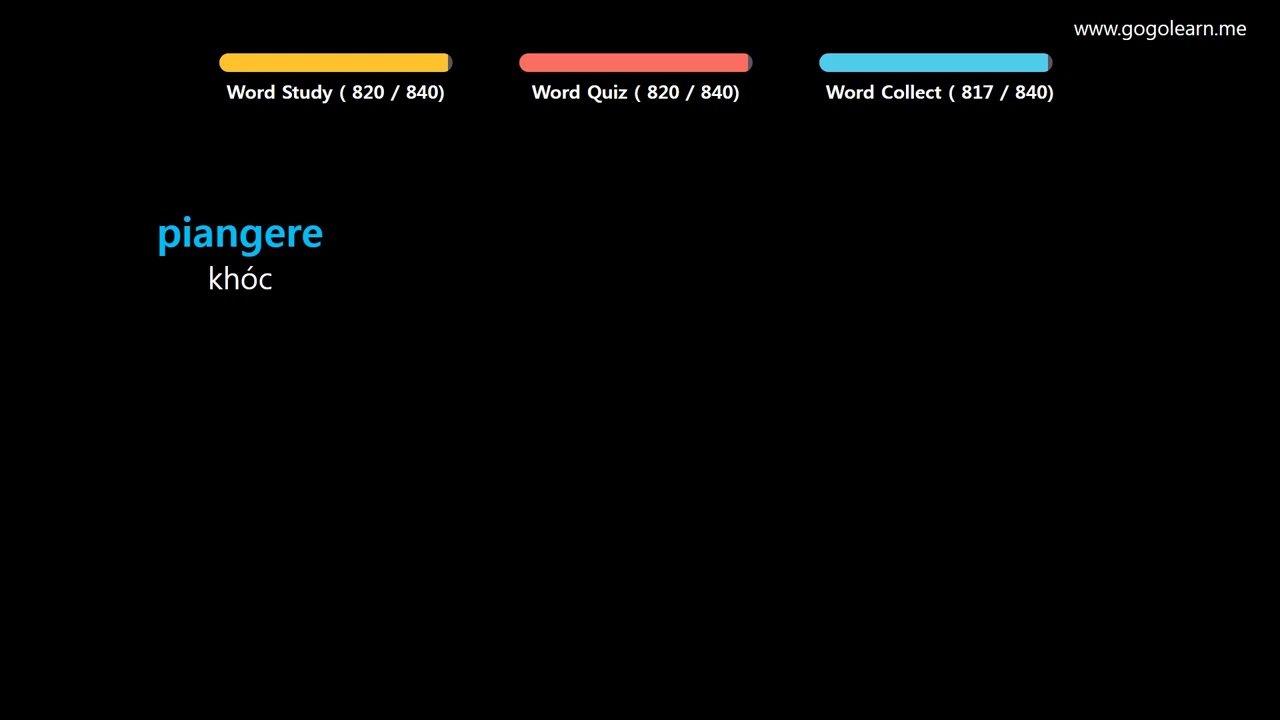 www.gogolearn.me
Word Study ( 820 / 840)
Word Quiz ( 820 / 840)
Word Collect ( 817 / 840)
piangere
khóc